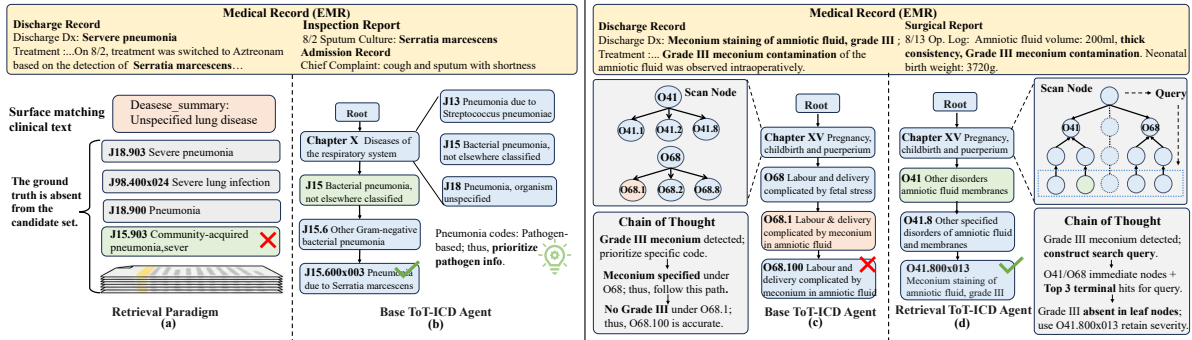 Medical Record (EMR)
Discharge Record
Discharge Dx: Servere pneumonia
Treatment :...On 8/2, treatment was switched to Aztreonam
based on the detection of Serratia marcescens…
Inspection Report
8/2 Sputum Culture: Serratia marcescens
Admission Record
Chief Complaint: cough and sputum with shortness
Surface matching
clinical text
Deasese_summary:
Unspecified lung disease
The ground
truth is absent
from the
candidate set.
J18.903 Severe pneumonia
J98.400x024 Severe lung infection
J18.900 Pneumonia
J15.903 Community-acquired
pneumonia,sever
Retrieval Paradigm
(a)
Root
Chapter X Diseases of
the respiratory system
J15 Bacterial pneumonia,
not elsewhere classified
J15.6 Other Gram-negative
bacterial pneumonia
J15.600x003 Pneumonia
due to Serratia marcescens
J13 Pneumonia due to
Streptococcus pneumoniae
J15 Bacterial pneumonia,
not elsewhere classified
J18 Pneumonia, organism
unspecified
Pneumonia codes: Pathogen-
based; thus, prioritize
pathogen info.
Base ToT-ICD Agent
(b)
Medical Record (EMR)
Discharge Record
Discharge Dx: Meconium staining of amniotic fluid, grade III ;
Treatment :... Grade III meconium contamination of the
amniotic fluid was observed intraoperatively.
Surgical Report
8/13 Op. Log: Amniotic fluid volume: 200ml, thick
consistency, Grade III meconium contamination. Neonatal
birth weight: 3720g.
Scan Node
O41
O41.1
O41.2
O41.8
O68
O68.1
O68.2
O68.8
Chain of Thought
Grade III meconium detected;
prioritize specific code.
Meconium specified under
O68; thus, follow this path.
No Grade III under O68.1;
thus, O68.100 is accurate.
Root
Chapter XV Pregnancy,
childbirth and puerperium
O68 Labour and delivery
complicated by fetal stress
O68.1 Labour & delivery
complicated by meconium
in amniotic fluid
O68.100 Labour and
delivery complicated by
meconium in amniotic fluid
Base ToT-ICD Agent
(c)
Root
Chapter XV Pregnancy,
childbirth and puerperium
O41 Other disorders
amniotic fluid membranes
O41.8 Other specified
disorders of amniotic fluid
and membranes
O41.800x013
Meconium staining of
amniotic fluid, grade III
Retrieval ToT-ICD Agent
(d)
Scan Node
Query
O41
O68
Chain of Thought
Grade III meconium detected;
construct search query.
O41/O68 immediate nodes +
Top 3 terminal hits for query.
Grade III absent in leaf nodes;
use O41.800x013 retain severity.